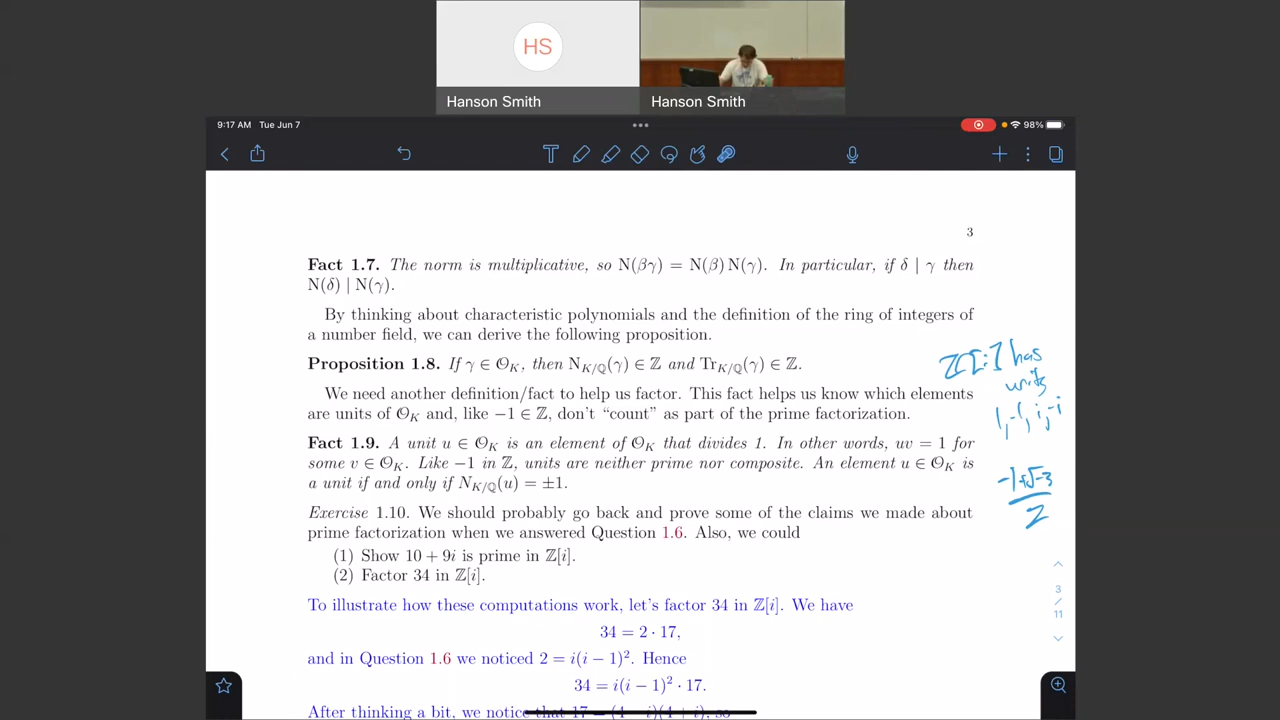 HS
Hanson Smith
Hanson Smith
9:17 AM Tue Jun 7
98%
3
Fact 1.7. The norm is multiplicative, so N(βγ) = N(β) N(γ). In particular, if δ | γ then
N(δ) | N(γ).
By thinking about characteristic polynomials and the definition of the ring of integers of
a number field, we can derive the following proposition.
Proposition 1.8. If γ ∈ 𝒪_K, then N_{K/ℚ}(γ) ∈ ℤ and Tr_{K/ℚ}(γ) ∈ ℤ.
We need another definition/fact to help us factor. This fact helps us know which elements
are units of 𝒪_K and, like −1 ∈ ℤ, don't “count” as part of the prime factorization.
Fact 1.9. A unit u ∈ 𝒪_K is an element of 𝒪_K that divides 1. In other words, uv = 1 for
some v ∈ 𝒪_K. Like −1 in ℤ, units are neither prime nor composite. An element u ∈ 𝒪_K is
a unit if and only if N_{K/ℚ}(u) = ±1.
Exercise 1.10. We should probably go back and prove some of the claims we made about
prime factorization when we answered Question 1.6. Also, we could
(1) Show 10 + 9i is prime in ℤ[i].
(2) Factor 34 in ℤ[i].
To illustrate how these computations work, let's factor 34 in ℤ[i]. We have
34 = 2 · 17,
and in Question 1.6 we noticed 2 = i(i − 1)². Hence
34 = i(i − 1)² · 17.
After thinking a bit, we notice that 17 = (4 − i)(4 + i), so
ℤ[i] has
units
1, -1, i, -i
-1+√-3
2
3
/
11